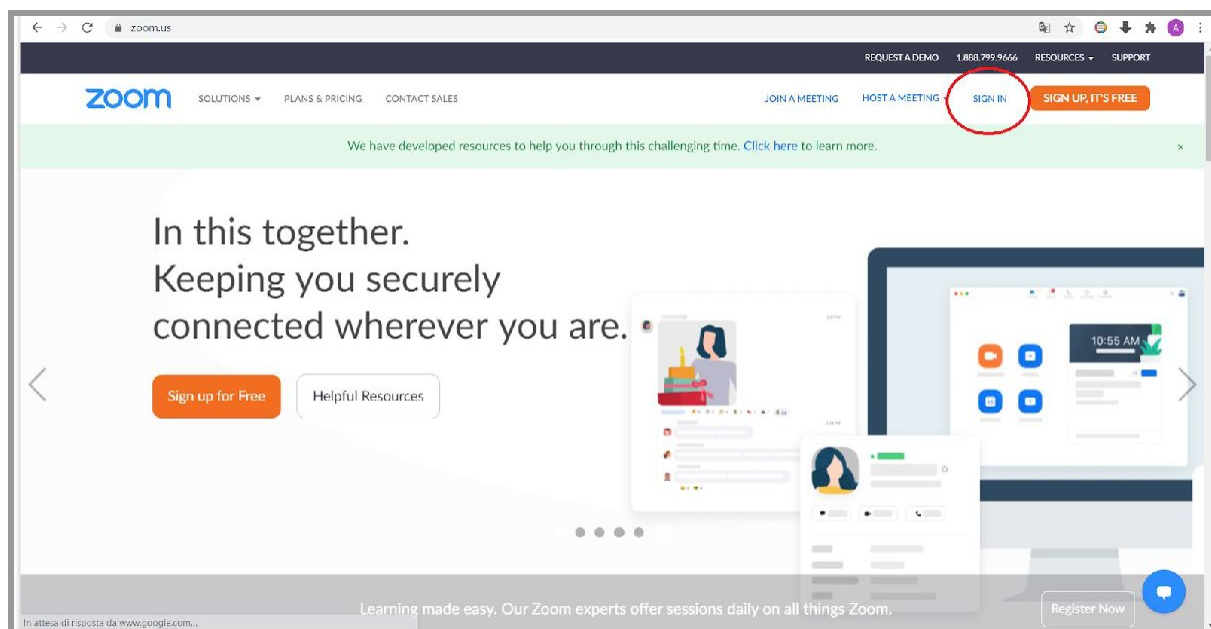 zoom.us
A
REQUEST A DEMO 1.888.799.9666 RESOURCES SUPPORT
zoom SOLUTIONS PLANS & PRICING CONTACT SALES JOIN A MEETING HOST A MEETING SIGN IN SIGN UP, IT'S FREE
We have developed resources to help you through this challenging time. Click here to learn more. ×
In this together.
Keeping you securely
connected wherever you are.
Sign up for Free Helpful Resources
10:55 AM
Learning made easy. Our Zoom experts offer sessions daily on all things Zoom. Register Now
In attesa di risposta da www.google.com...